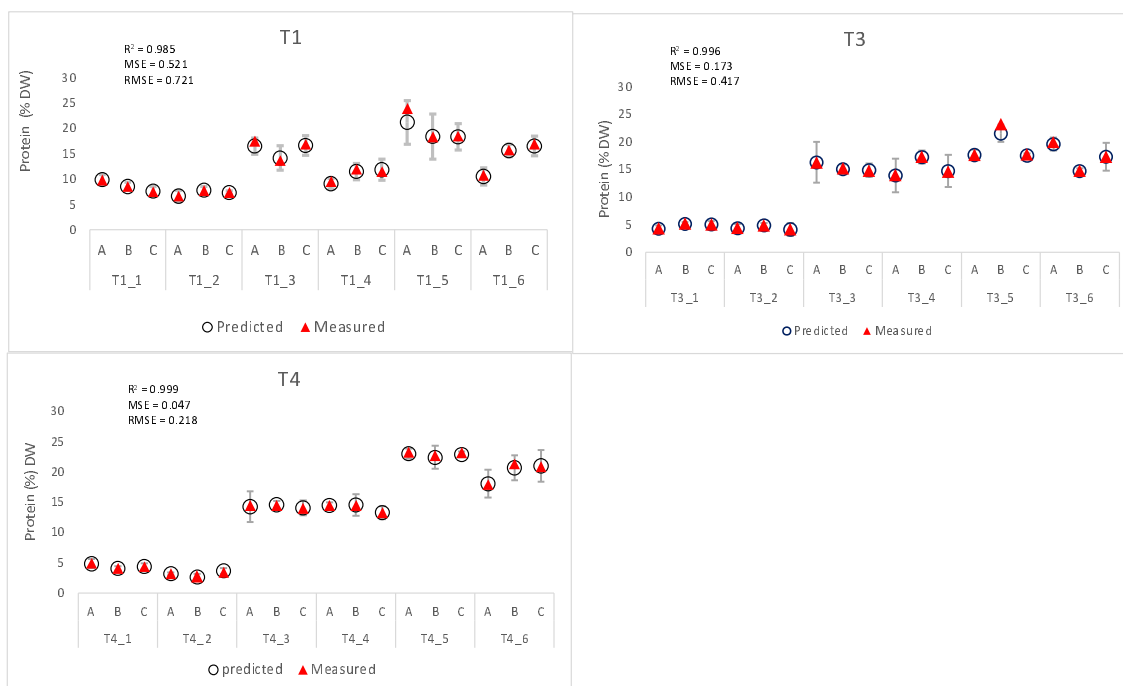 T1
R² = 0.985
MSE = 0.521
RMSE = 0.721
Protein (% DW)
30
25
20
15
10
5
0
A B C A B C A B C A B C A B C A B C
T1_1 T1_2 T1_3 T1_4 T1_5 T1_6
Predicted Measured
T3
R² = 0.996
MSE = 0.173
RMSE = 0.417
Protein (% DW)
30
25
20
15
10
5
0
A B C A B C A B C A B C A B C A B C
T3_1 T3_2 T3_3 T3_4 T3_5 T3_6
Predicted Measured
T4
R² = 0.999
MSE = 0.047
RMSE = 0.218
Protein (%) DW
30
25
20
15
10
5
0
A B C A B C A B C A B C A B C A B C
T4_1 T4_2 T4_3 T4_4 T4_5 T4_6
predicted Measured